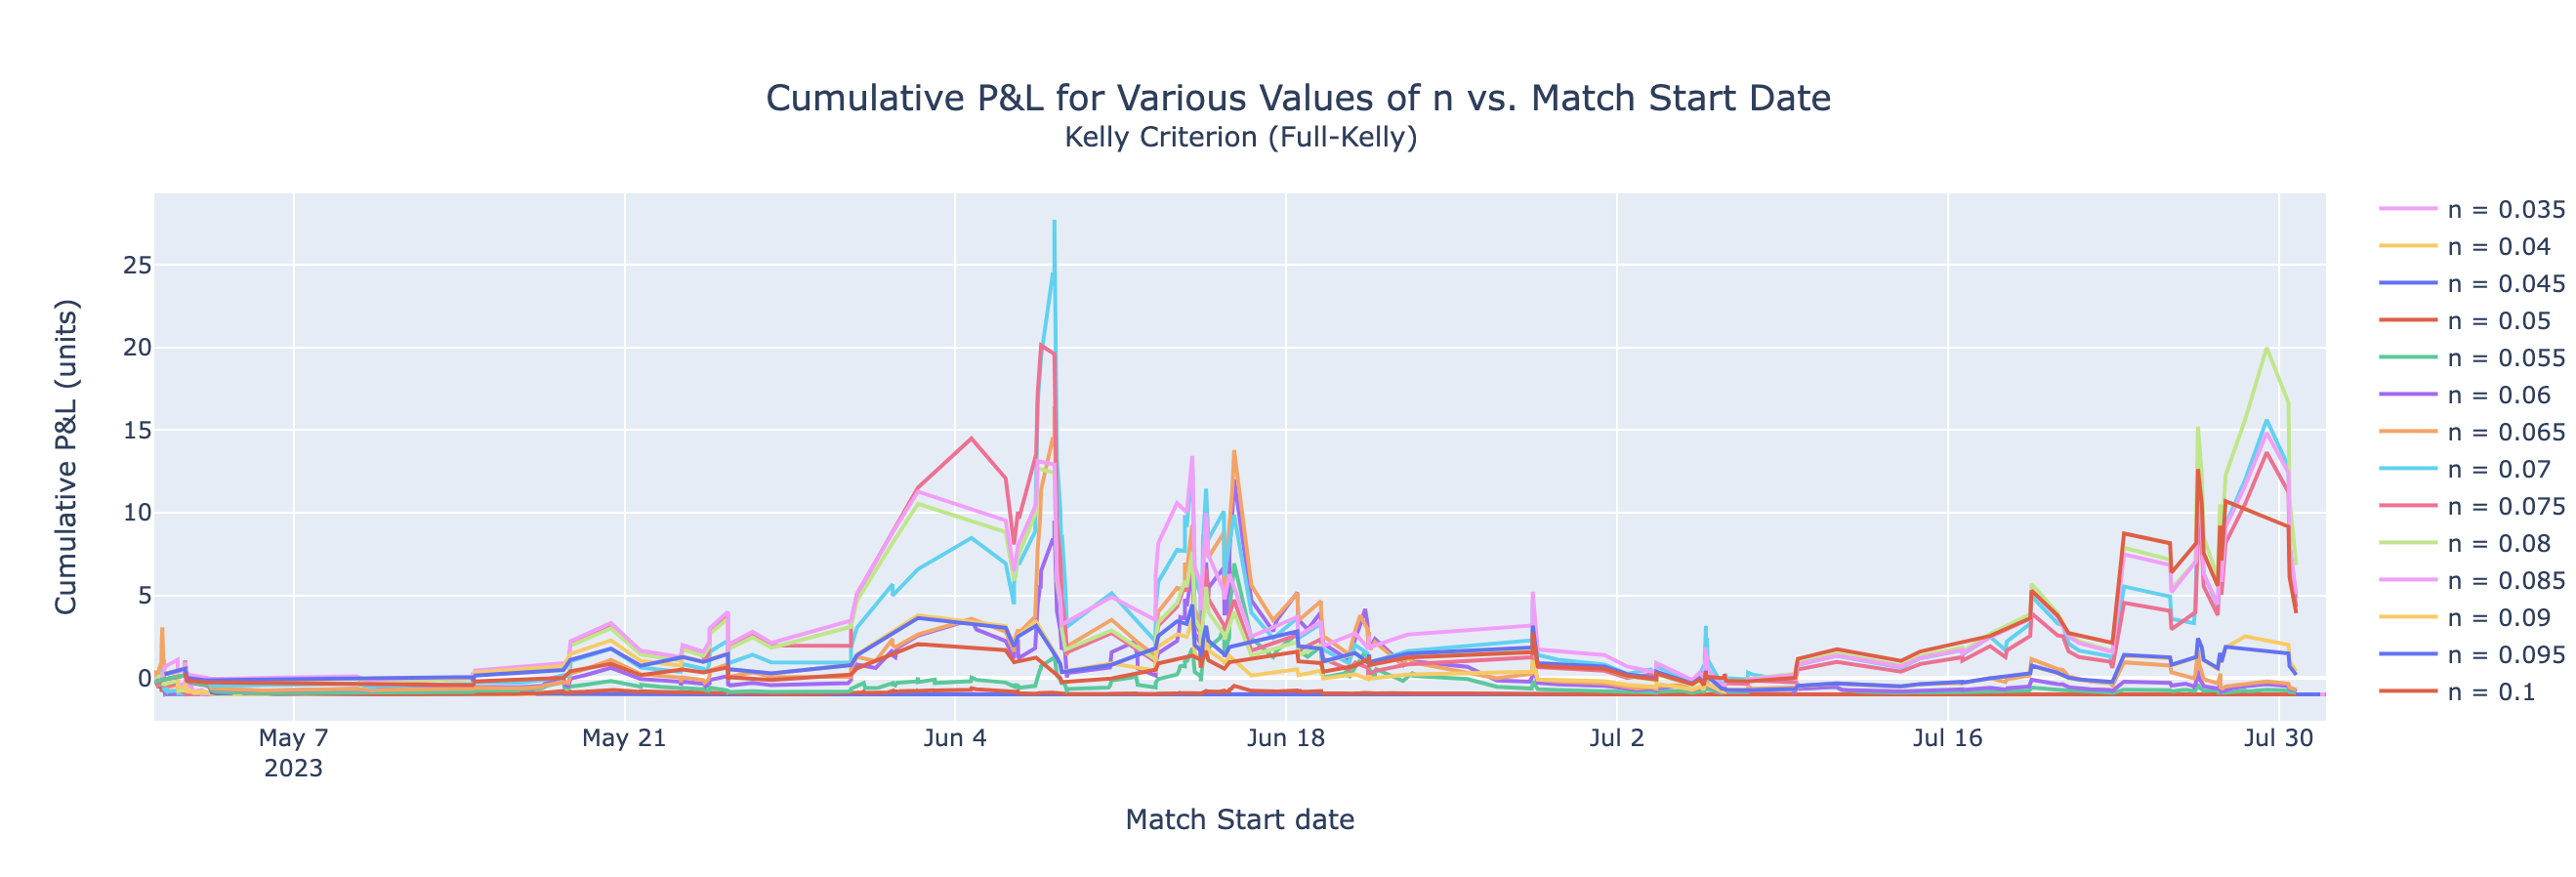 Cumulative P&L for Various Values of n vs. Match Start Date
Kelly Criterion (Full-Kelly)
Cumulative P&L (units)
25
20
15
10
5
0
May 7
2023
May 21
Jun 4
Jun 18
Jul 2
Jul 16
Jul 30
Match Start date
n = 0.035
n = 0.04
n = 0.045
n = 0.05
n = 0.055
n = 0.06
n = 0.065
n = 0.07
n = 0.075
n = 0.08
n = 0.085
n = 0.09
n = 0.095
n = 0.1